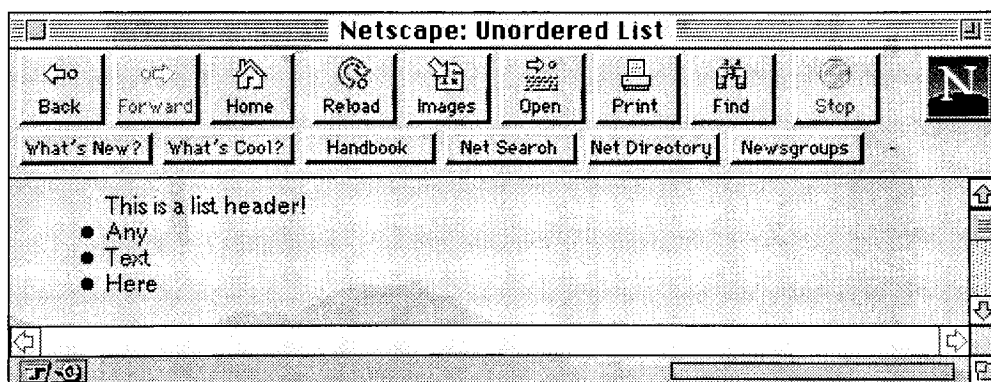 Netscape: Unordered List
Back Forward Home Reload Images Open Print Find Stop
N
What's New? What's Cool? Handbook Net Search Net Directory Newsgroups
This is a list header!
● Any
● Text
● Here